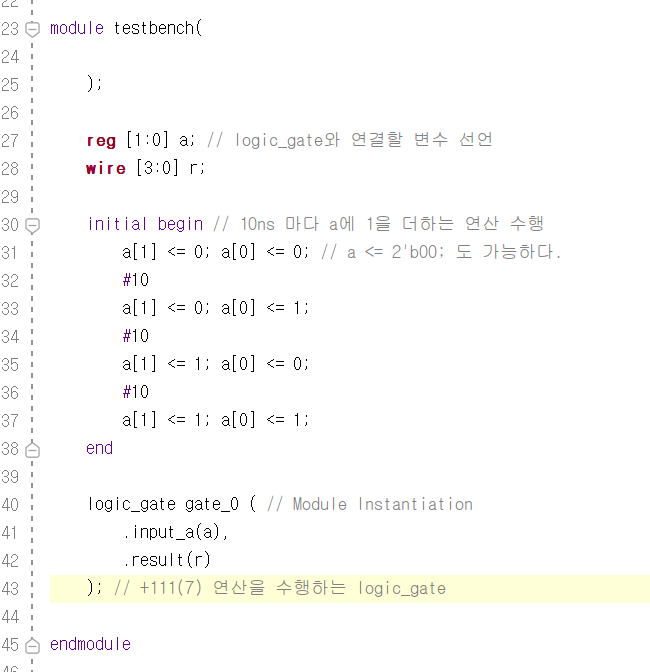 22
23 module testbench(
24
25     );
26
27     reg [1:0] a; // logic_gate와 연결할 변수 선언
28     wire [3:0] r;
29
30     initial begin // 10ns 마다 a에 1을 더하는 연산 수행
31         a[1] <= 0; a[0] <= 0; // a <= 2'b00; 도 가능하다.
32         #10
33         a[1] <= 0; a[0] <= 1;
34         #10
35         a[1] <= 1; a[0] <= 0;
36         #10
37         a[1] <= 1; a[0] <= 1;
38     end
39
40     logic_gate gate_0 ( // Module Instantiation
41         .input_a(a),
42         .result(r)
43     ); // +111(7) 연산을 수행하는 logic_gate
44
45 endmodule
46